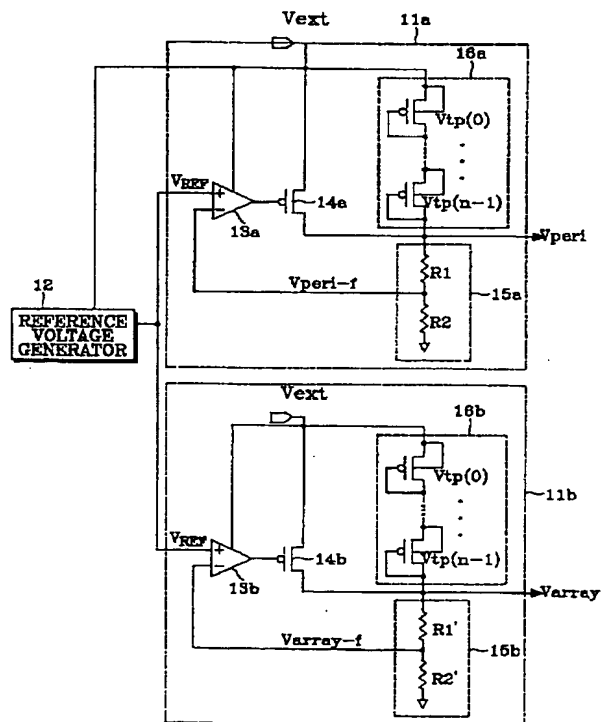 Vext
11a
16a
Vtp(0)
VREF
+
-
13a
14a
Vtp(n-1)
Vperi
R1
Vperi-f
15a
R2
12
REFERENCE
VOLTAGE
GENERATOR
Vext
16b
Vtp(0)
11b
VREF
+
-
13b
14b
Vtp(n-1)
Varray
R1'
Varray-f
15b
R2'